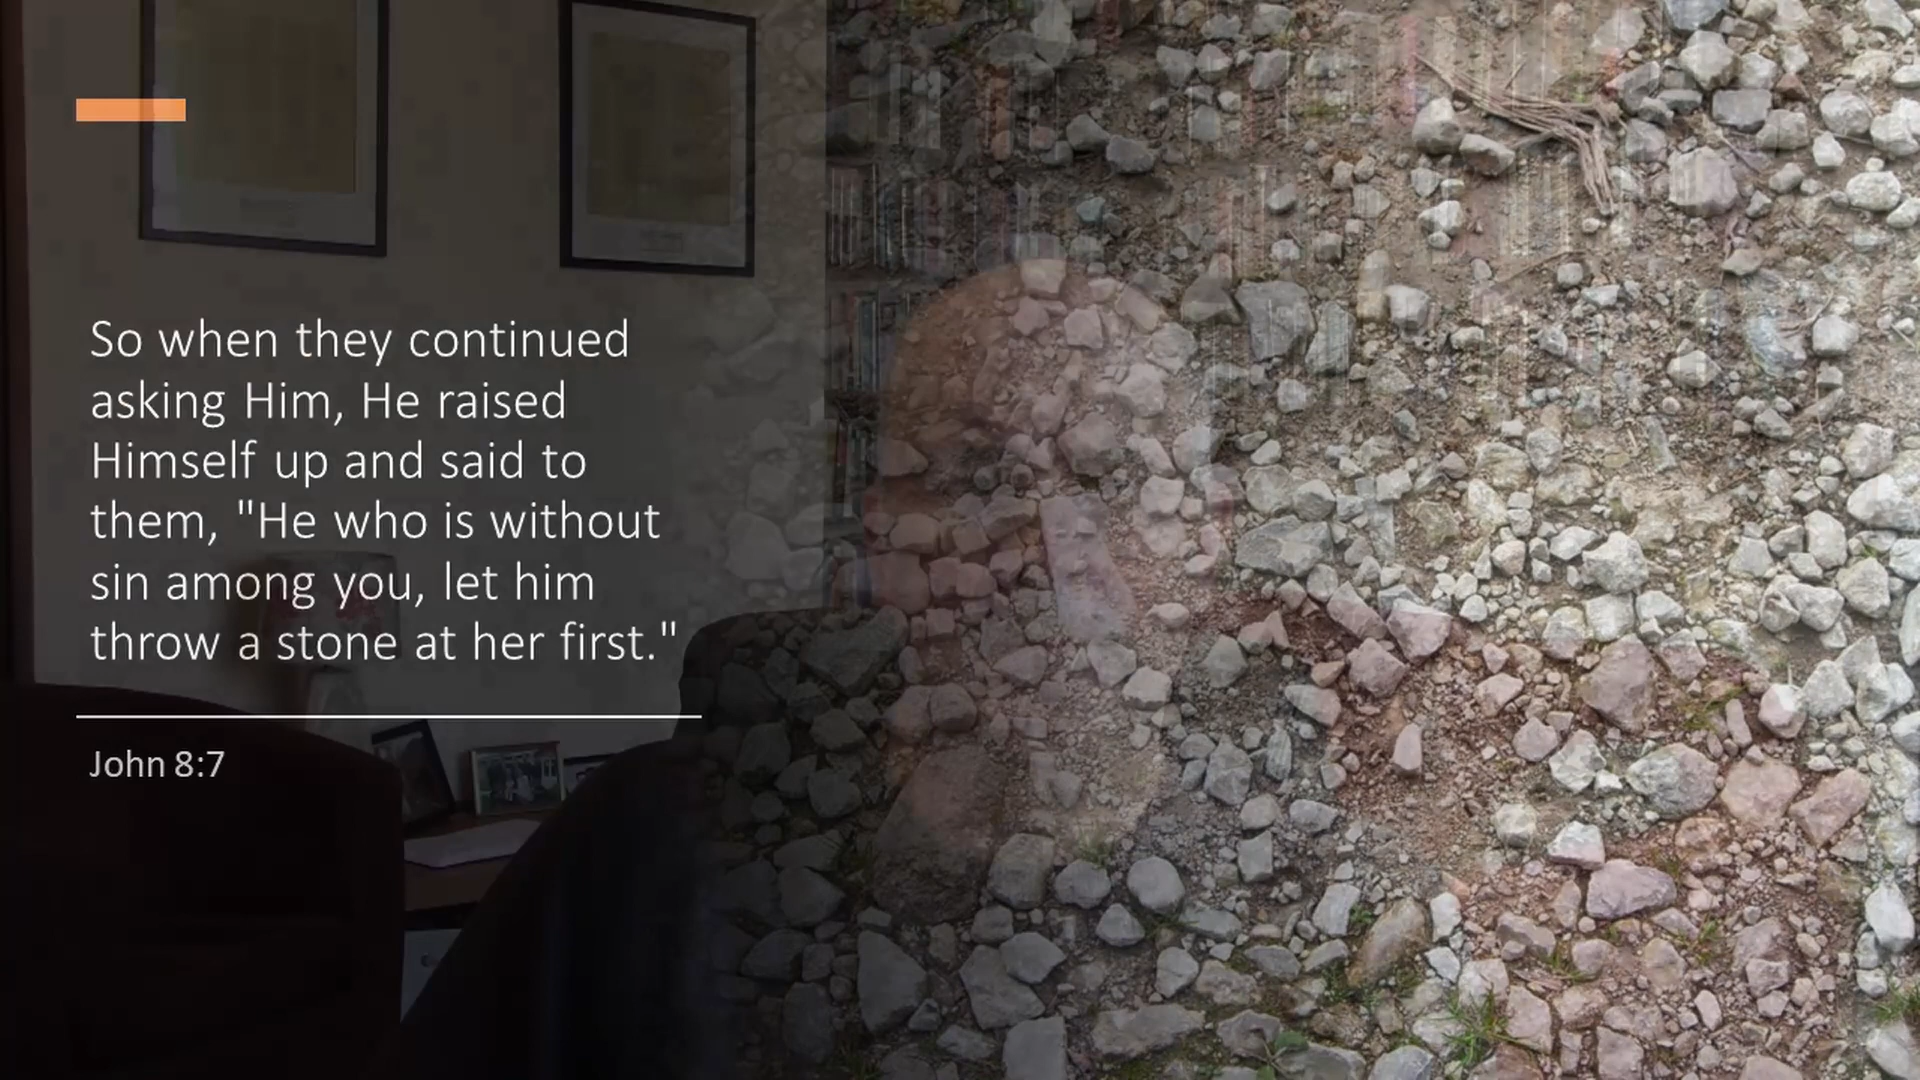 So when they continued
asking Him, He raised
Himself up and said to
them, "He who is without
sin among you, let him
throw a stone at her first."
John 8:7